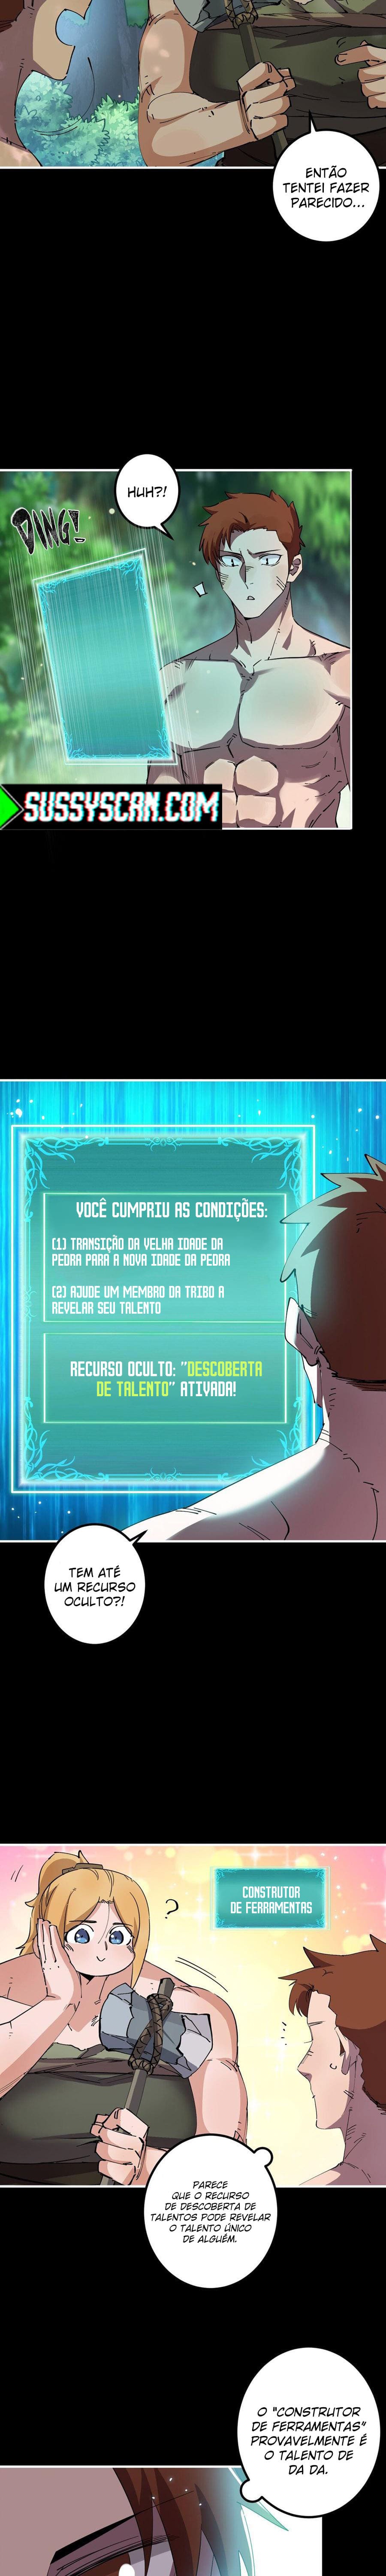 ENTÃO
TENTEI FAZER
PARECIDO...
HUH?!
DING!
SUSSYSCAN.COM
VOCÊ CUMPRIU AS CONDIÇÕES:
(1) TRANSIÇÃO DA VELHA IDADE DA
PEDRA PARA A NOVA IDADE DA PEDRA
(2) AJUDE UM MEMBRO DA TRIBO A
REVELAR SEU TALENTO
RECURSO OCULTO: "DESCOBERTA
DE TALENTO" ATIVADA!
TEM ATÉ
UM RECURSO
OCULTO?!
?
CONSTRUTOR
DE FERRAMENTAS
PARECE
QUE O RECURSO
DE DESCOBERTA DE
TALENTOS PODE REVELAR
O TALENTO ÚNICO
DE ALGUÉM.
O "CONSTRUTOR
DE FERRAMENTAS"
PROVAVELMENTE É
O TALENTO DE
DA DA.